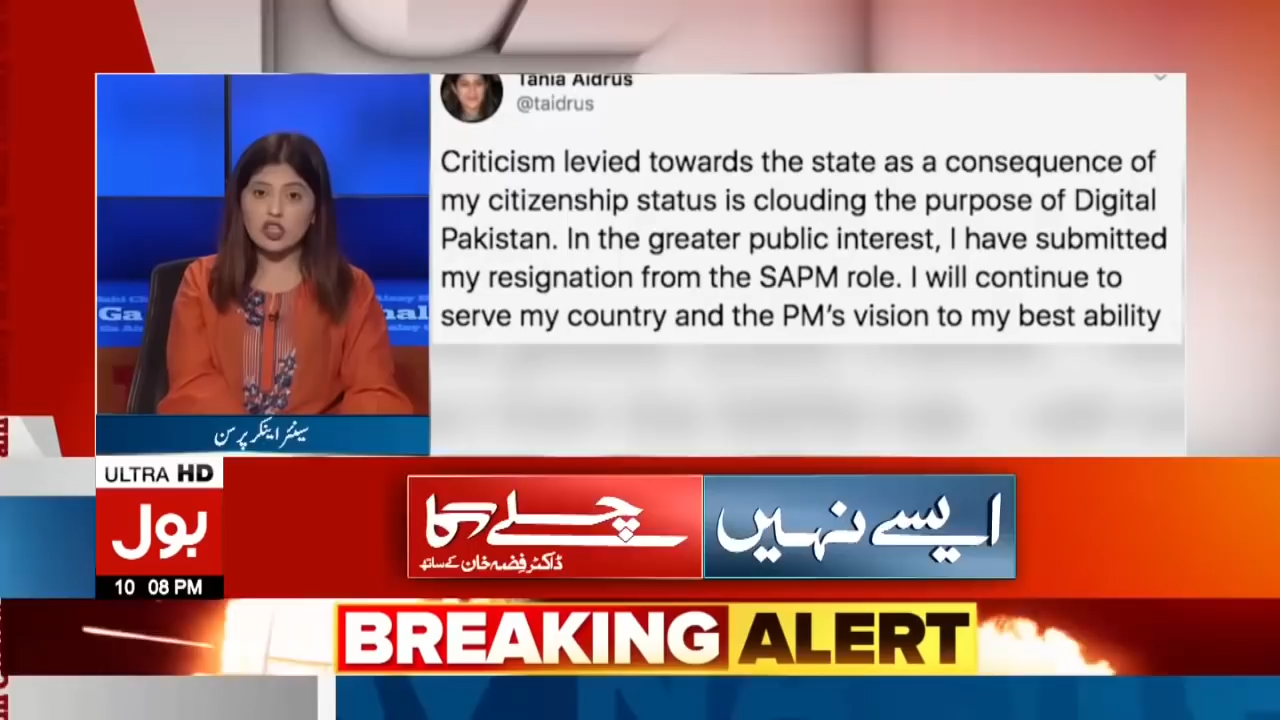 Tania Aidrus
@taidrus
Criticism levied towards the state as a consequence of
my citizenship status is clouding the purpose of Digital
Pakistan. In the greater public interest, I have submitted
my resignation from the SAPM role. I will continue to
serve my country and the PM's vision to my best ability
Ga
سینئر اینکر پرسن
ULTRA HD
بول
10 08 PM
ایسے نہیں
چلے گا
ڈاکٹر فضہ خان کے ساتھ
BREAKING ALERT